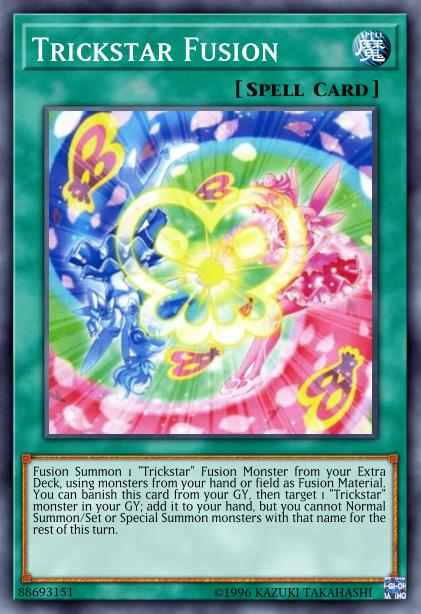 Trickstar Fusion
SPELL
魔
[Spell Card]
Fusion Summon 1 "Trickstar" Fusion Monster from your Extra
Deck, using monsters from your hand or field as Fusion Material.
You can banish this card from your GY, then target 1 "Trickstar"
monster in your GY; add it to your hand, but you cannot Normal
Summon/Set or Special Summon monsters with that name for the
rest of this turn.
88693151
©1996 KAZUKI TAKAHASHI